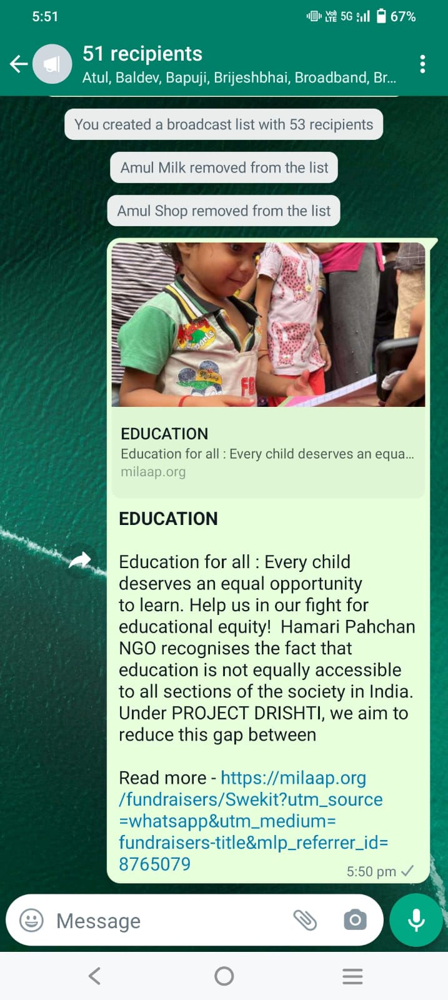 5:51
Vo) LTE 5G 67%
51 recipients
Atul, Baldev, Bapuji, Brijeshbhai, Broadband, Br...
You created a broadcast list with 53 recipients
Amul Milk removed from the list
Amul Shop removed from the list
Mickey
EDUCATION
Education for all : Every child deserves an equa...
milaap.org
EDUCATION
Education for all : Every child
deserves an equal opportunity
to learn. Help us in our fight for
educational equity!  Hamari Pahchan
NGO recognises the fact that
education is not equally accessible
to all sections of the society in India.
Under PROJECT DRISHTI, we aim to
reduce this gap between
Read more - https://milaap.org
/fundraisers/Swekit?utm_source
=whatsapp&utm_medium=
fundraisers-title&mlp_referrer_id=
8765079
5:50 pm
Message